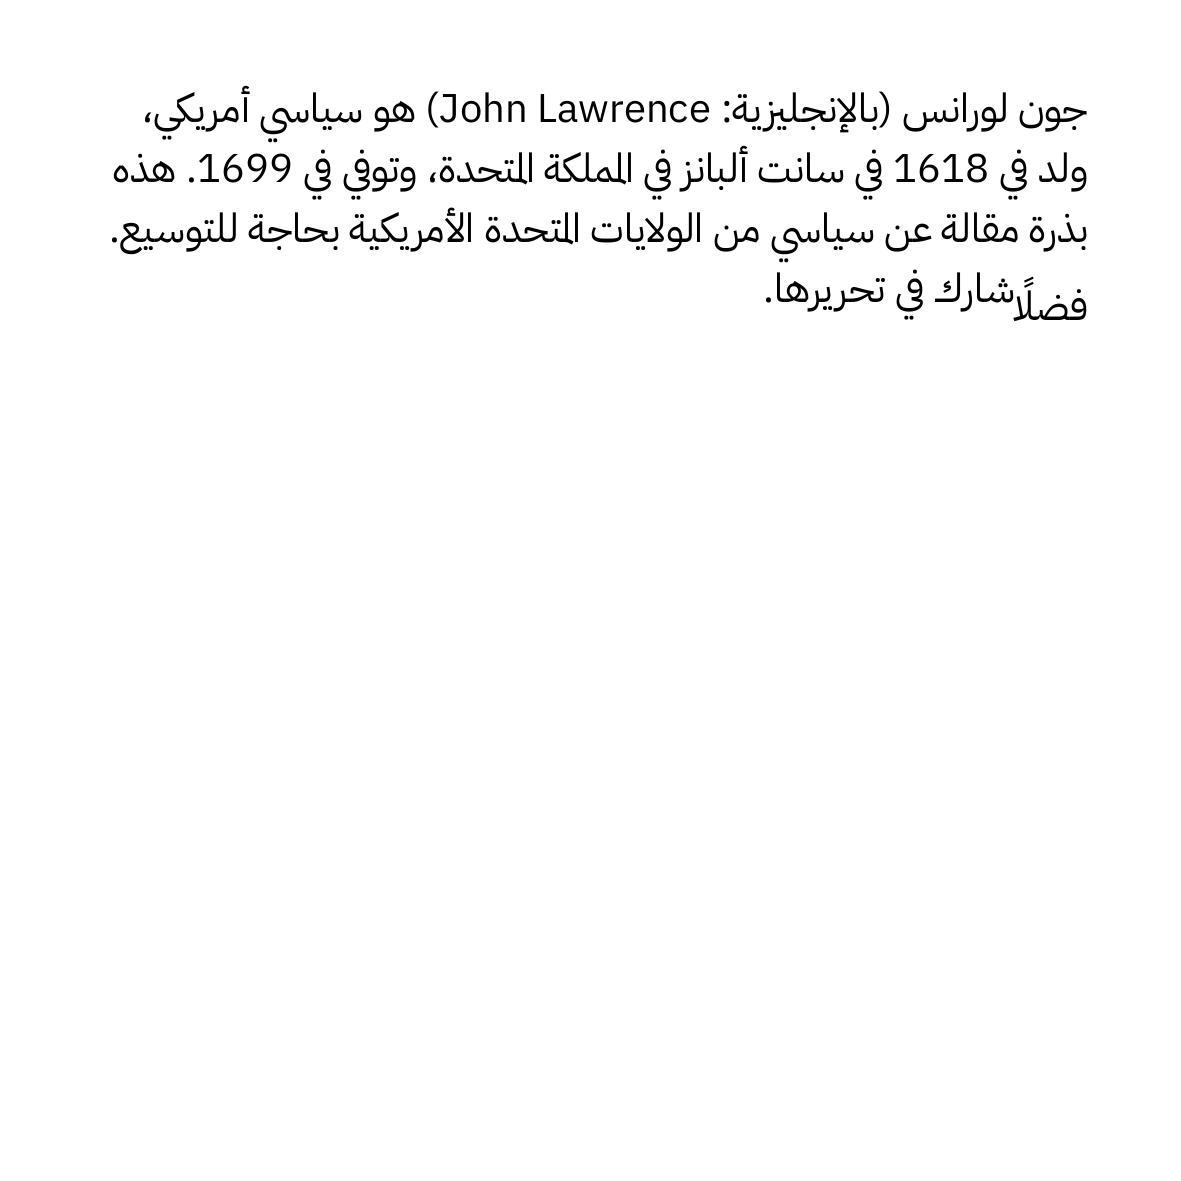 جون لورانس (بالإنجليزية: John Lawrence) هو سياسي أمريكي،
ولد في 1618 في سانت ألبانز في المملكة المتحدة، وتوفي في 1699. هذه
بذرة مقالة عن سياسي من الولايات المتحدة الأمريكية بحاجة للتوسيع.
فضلًا شارك في تحريرها.